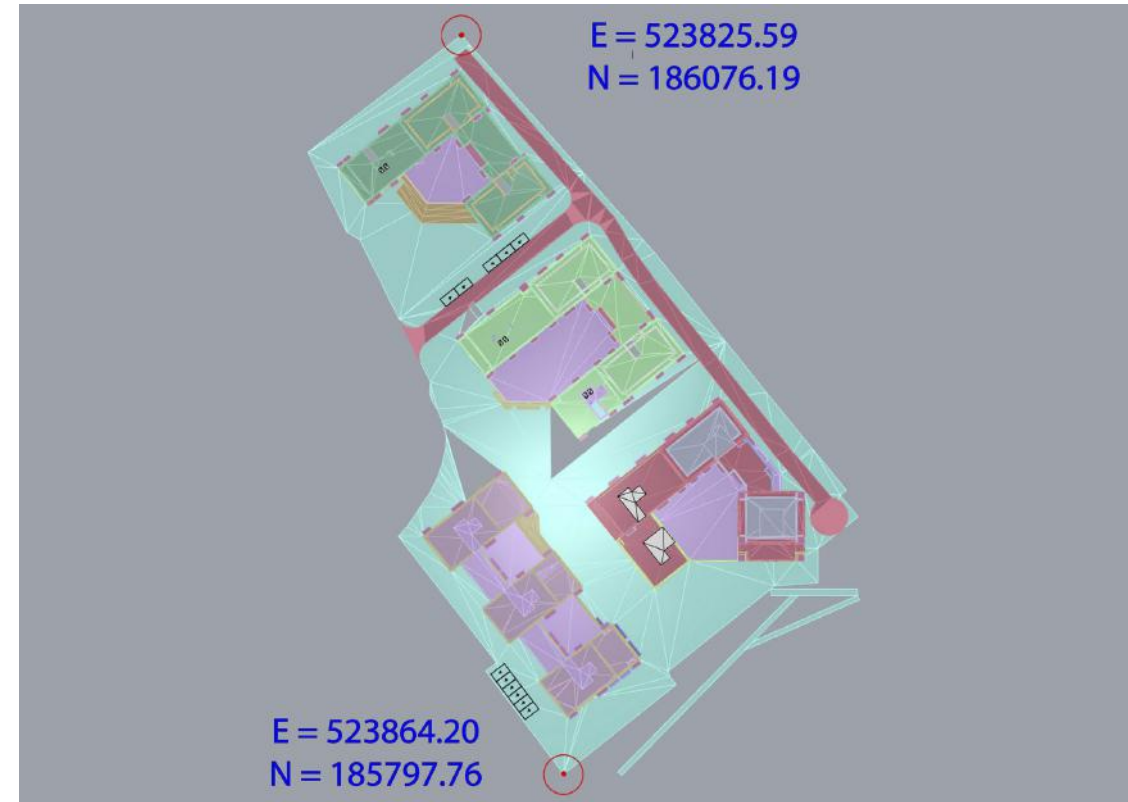 E = 523825.59
N = 186076.19
E = 523864.20
N = 185797.76